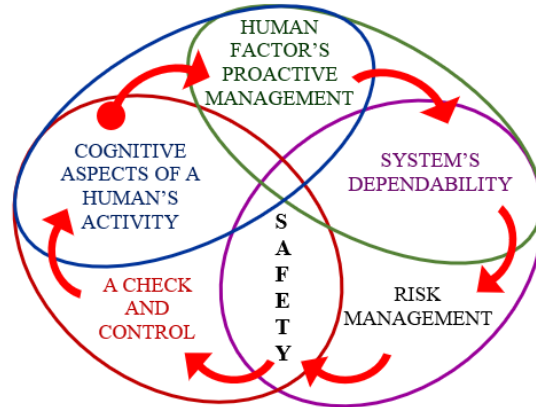 HUMAN
FACTOR'S
PROACTIVE
MANAGEMENT
COGNITIVE
ASPECTS OF A
HUMAN'S
ACTIVITY
SYSTEM'S
DEPENDABILITY
S
A
F
E
T
Y
A CHECK
AND
CONTROL
RISK
MANAGEMENT